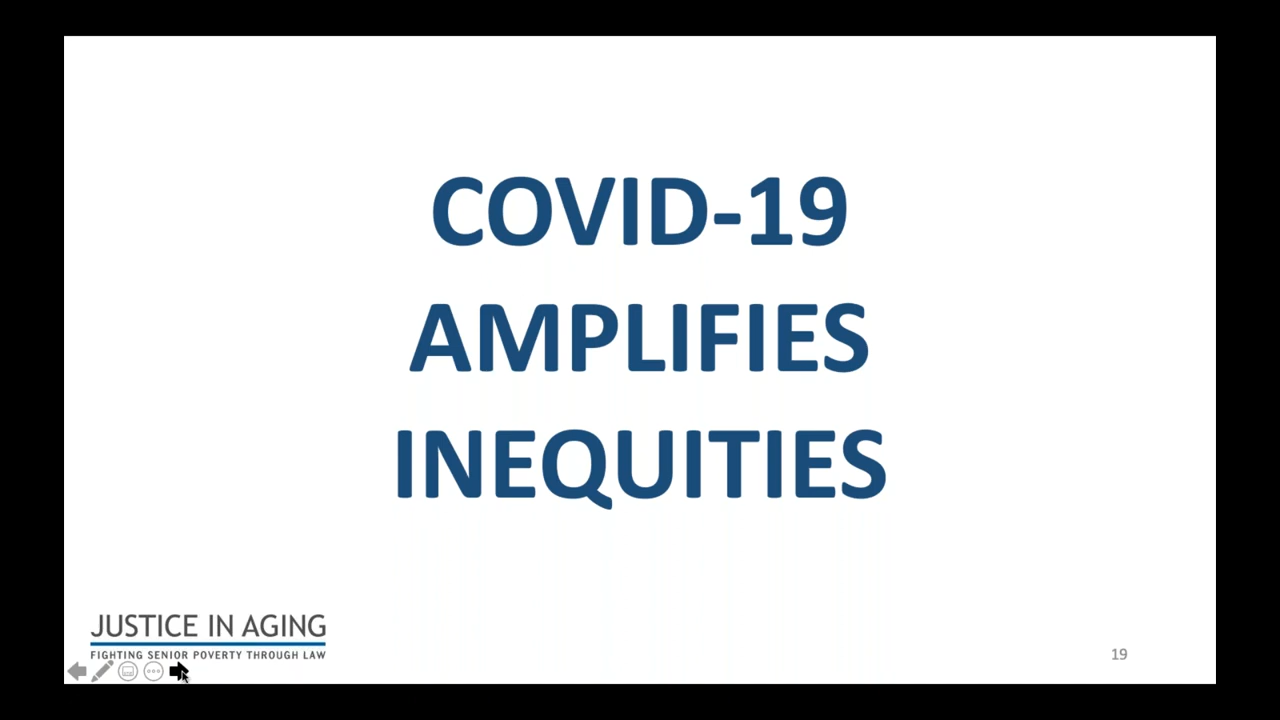 COVID-19
AMPLIFIES
INEQUITIES
JUSTICE IN AGING
FIGHTING SENIOR POVERTY THROUGH LAW
19